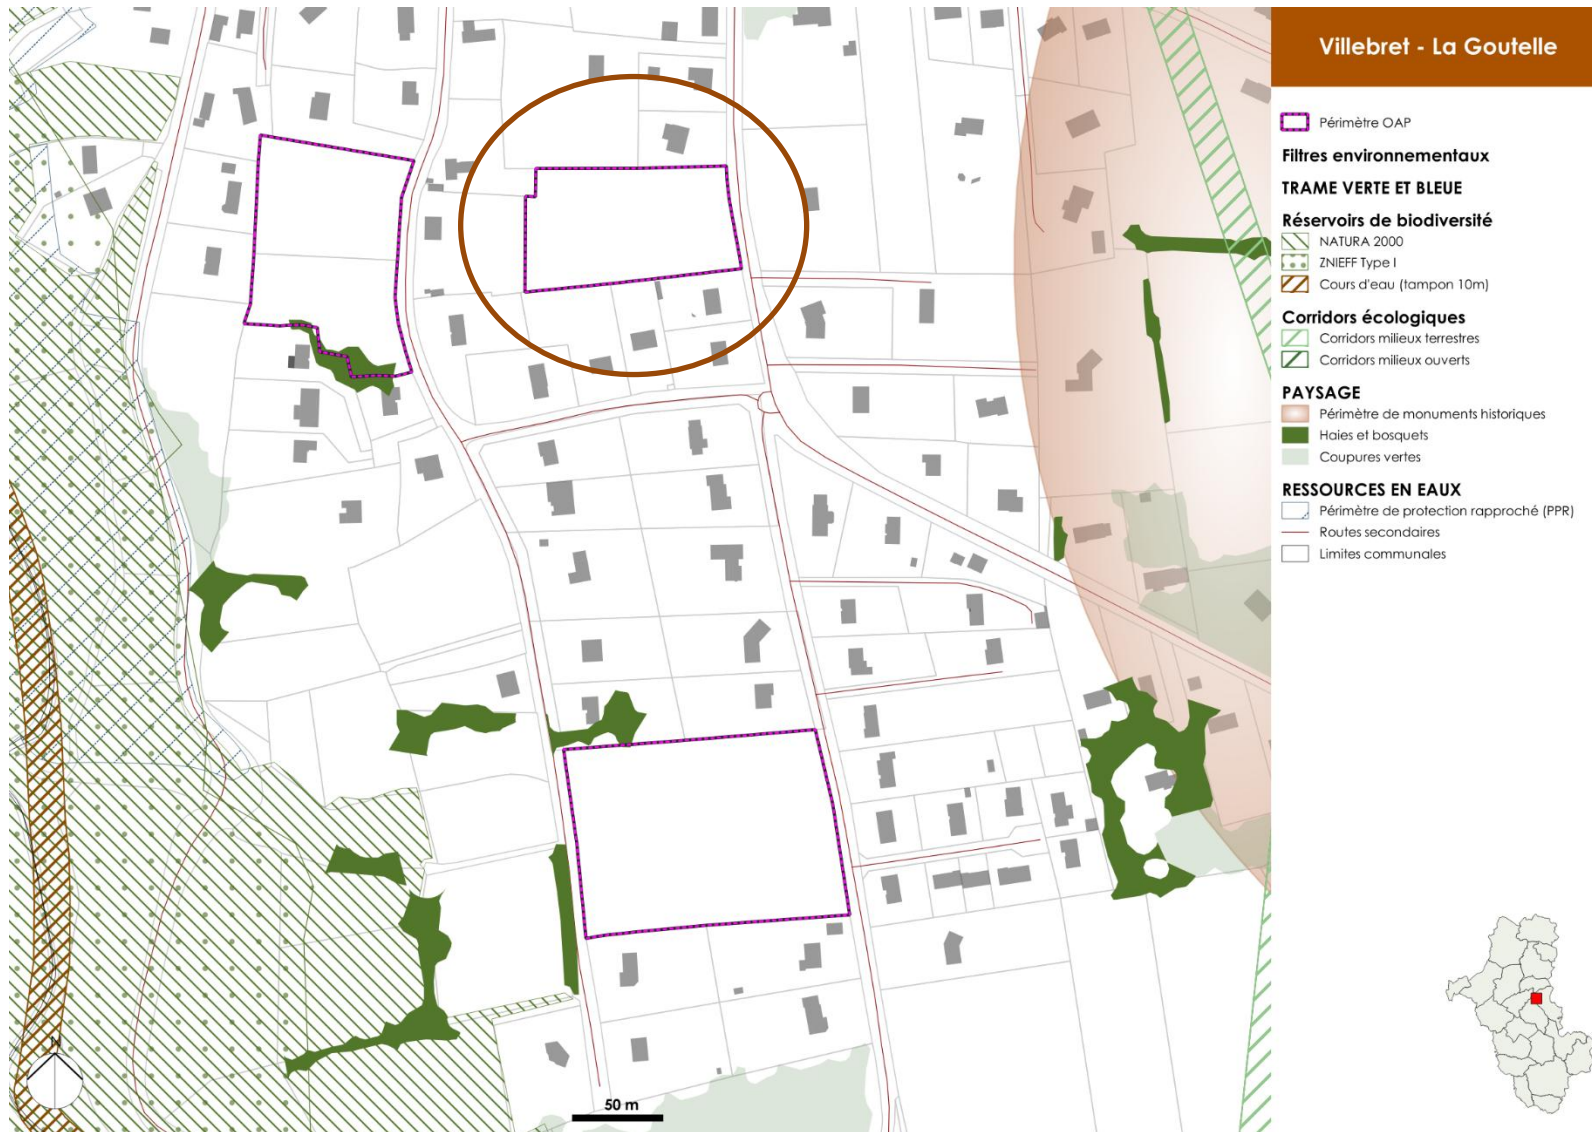 Villebret - La Goutelle
Périmètre OAP
Filtres environnementaux
TRAME VERTE ET BLEUE
Réservoirs de biodiversité
NATURA 2000
ZNIEFF Type I
Cours d'eau (tampon 10m)
Corridors écologiques
Corridors milieux terrestres
Corridors milieux ouverts
PAYSAGE
Périmètre de monuments historiques
Haies et bosquets
Coupures vertes
RESSOURCES EN EAUX
Périmètre de protection rapproché (PPR)
Routes secondaires
Limites communales
N
50 m